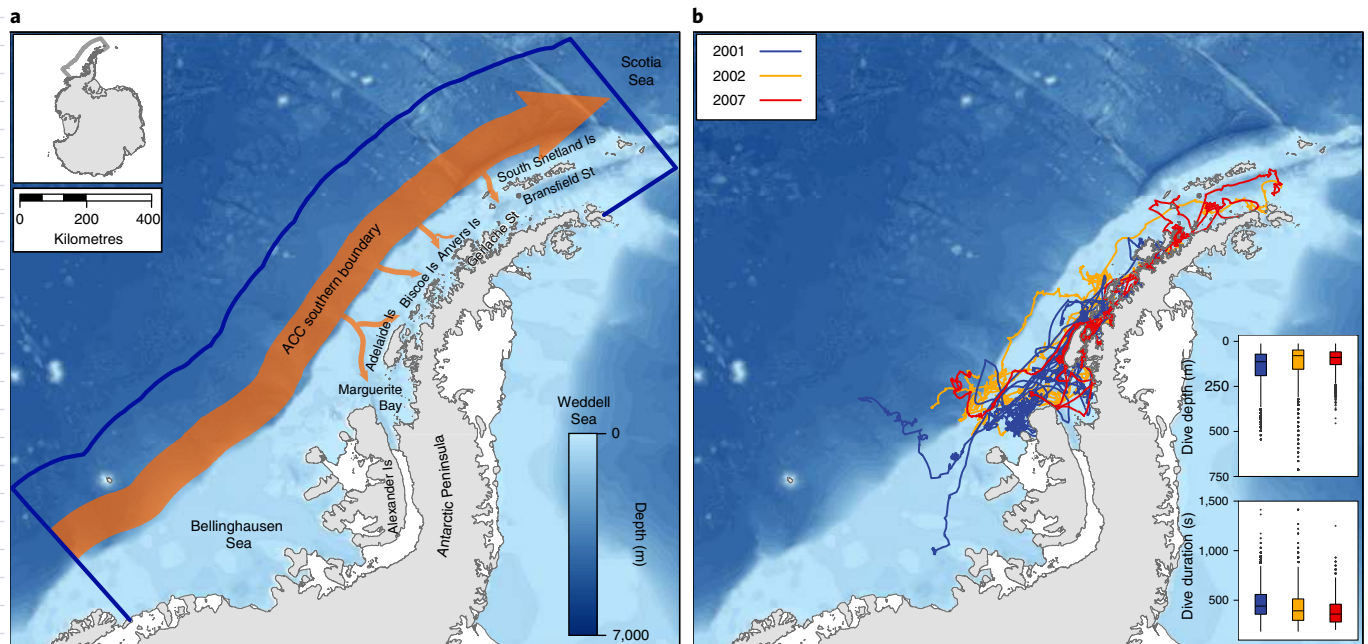 a
Scotia
Sea
0
200
400
Kilometres
South Snetland Is
Bransfield St
Gerlache St
Anvers Is
Biscoe Is
Adelaide Is
ACC southern boundary
Marguerite
Bay
Weddell
Sea
0
Depth (m)
7,000
Alexander Is
Antarctic Peninsula
Bellinghausen
Sea
b
2001
2002
2007
Dive depth (m)
0
250
500
750
Dive duration (s)
1,500
1,000
500